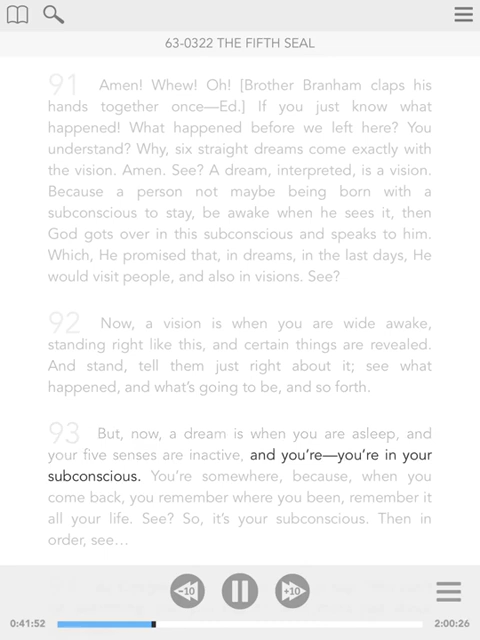 63-0322 THE FIFTH SEAL
91 Amen! Whew! Oh! [Brother Branham claps his
hands together once—Ed.] If you just know what
happened! What happened before we left here? You
understand? Why, six straight dreams come exactly with
the vision. Amen. See? A dream, interpreted, is a vision.
Because a person not maybe being born with a
subconscious to stay, be awake when he sees it, then
God gots over in this subconscious and speaks to him.
Which, He promised that, in dreams, in the last days, He
would visit people, and also in visions. See?
92 Now, a vision is when you are wide awake,
standing right like this, and certain things are revealed.
And stand, tell them just right about it; see what
happened, and what's going to be, and so forth.
93 But, now, a dream is when you are asleep, and
your five senses are inactive, and you're—you're in your
subconscious. You're somewhere, because, when you
come back, you remember where you been, remember it
all your life. See? So, it's your subconscious. Then in
order, see…
-10 +10
0:41:52 2:00:26